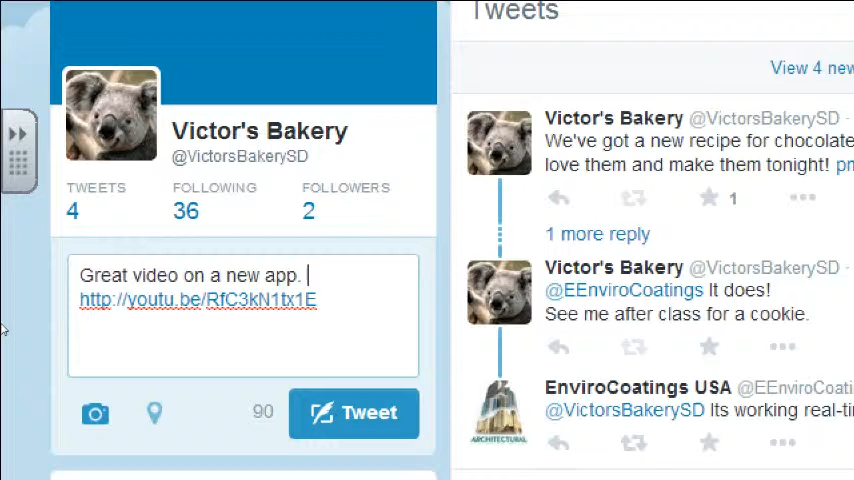 Tweets
View 4 new
Victor's Bakery
@VictorsBakerySD
TWEETS FOLLOWING FOLLOWERS
4 36 2
Great video on a new app.
http://youtu.be/RfC3kN1tx1E
90 Tweet
Victor's Bakery @VictorsBakerySD ·
We've got a new recipe for chocolate
love them and make them tonight!
1
1 more reply
Victor's Bakery @VictorsBakerySD ·
@EEnviroCoatings It does!
See me after class for a cookie.
EnviroCoatings USA @EEnviroCoati
@VictorsBakerySD Its working real-ti
ARCHITECTURAL